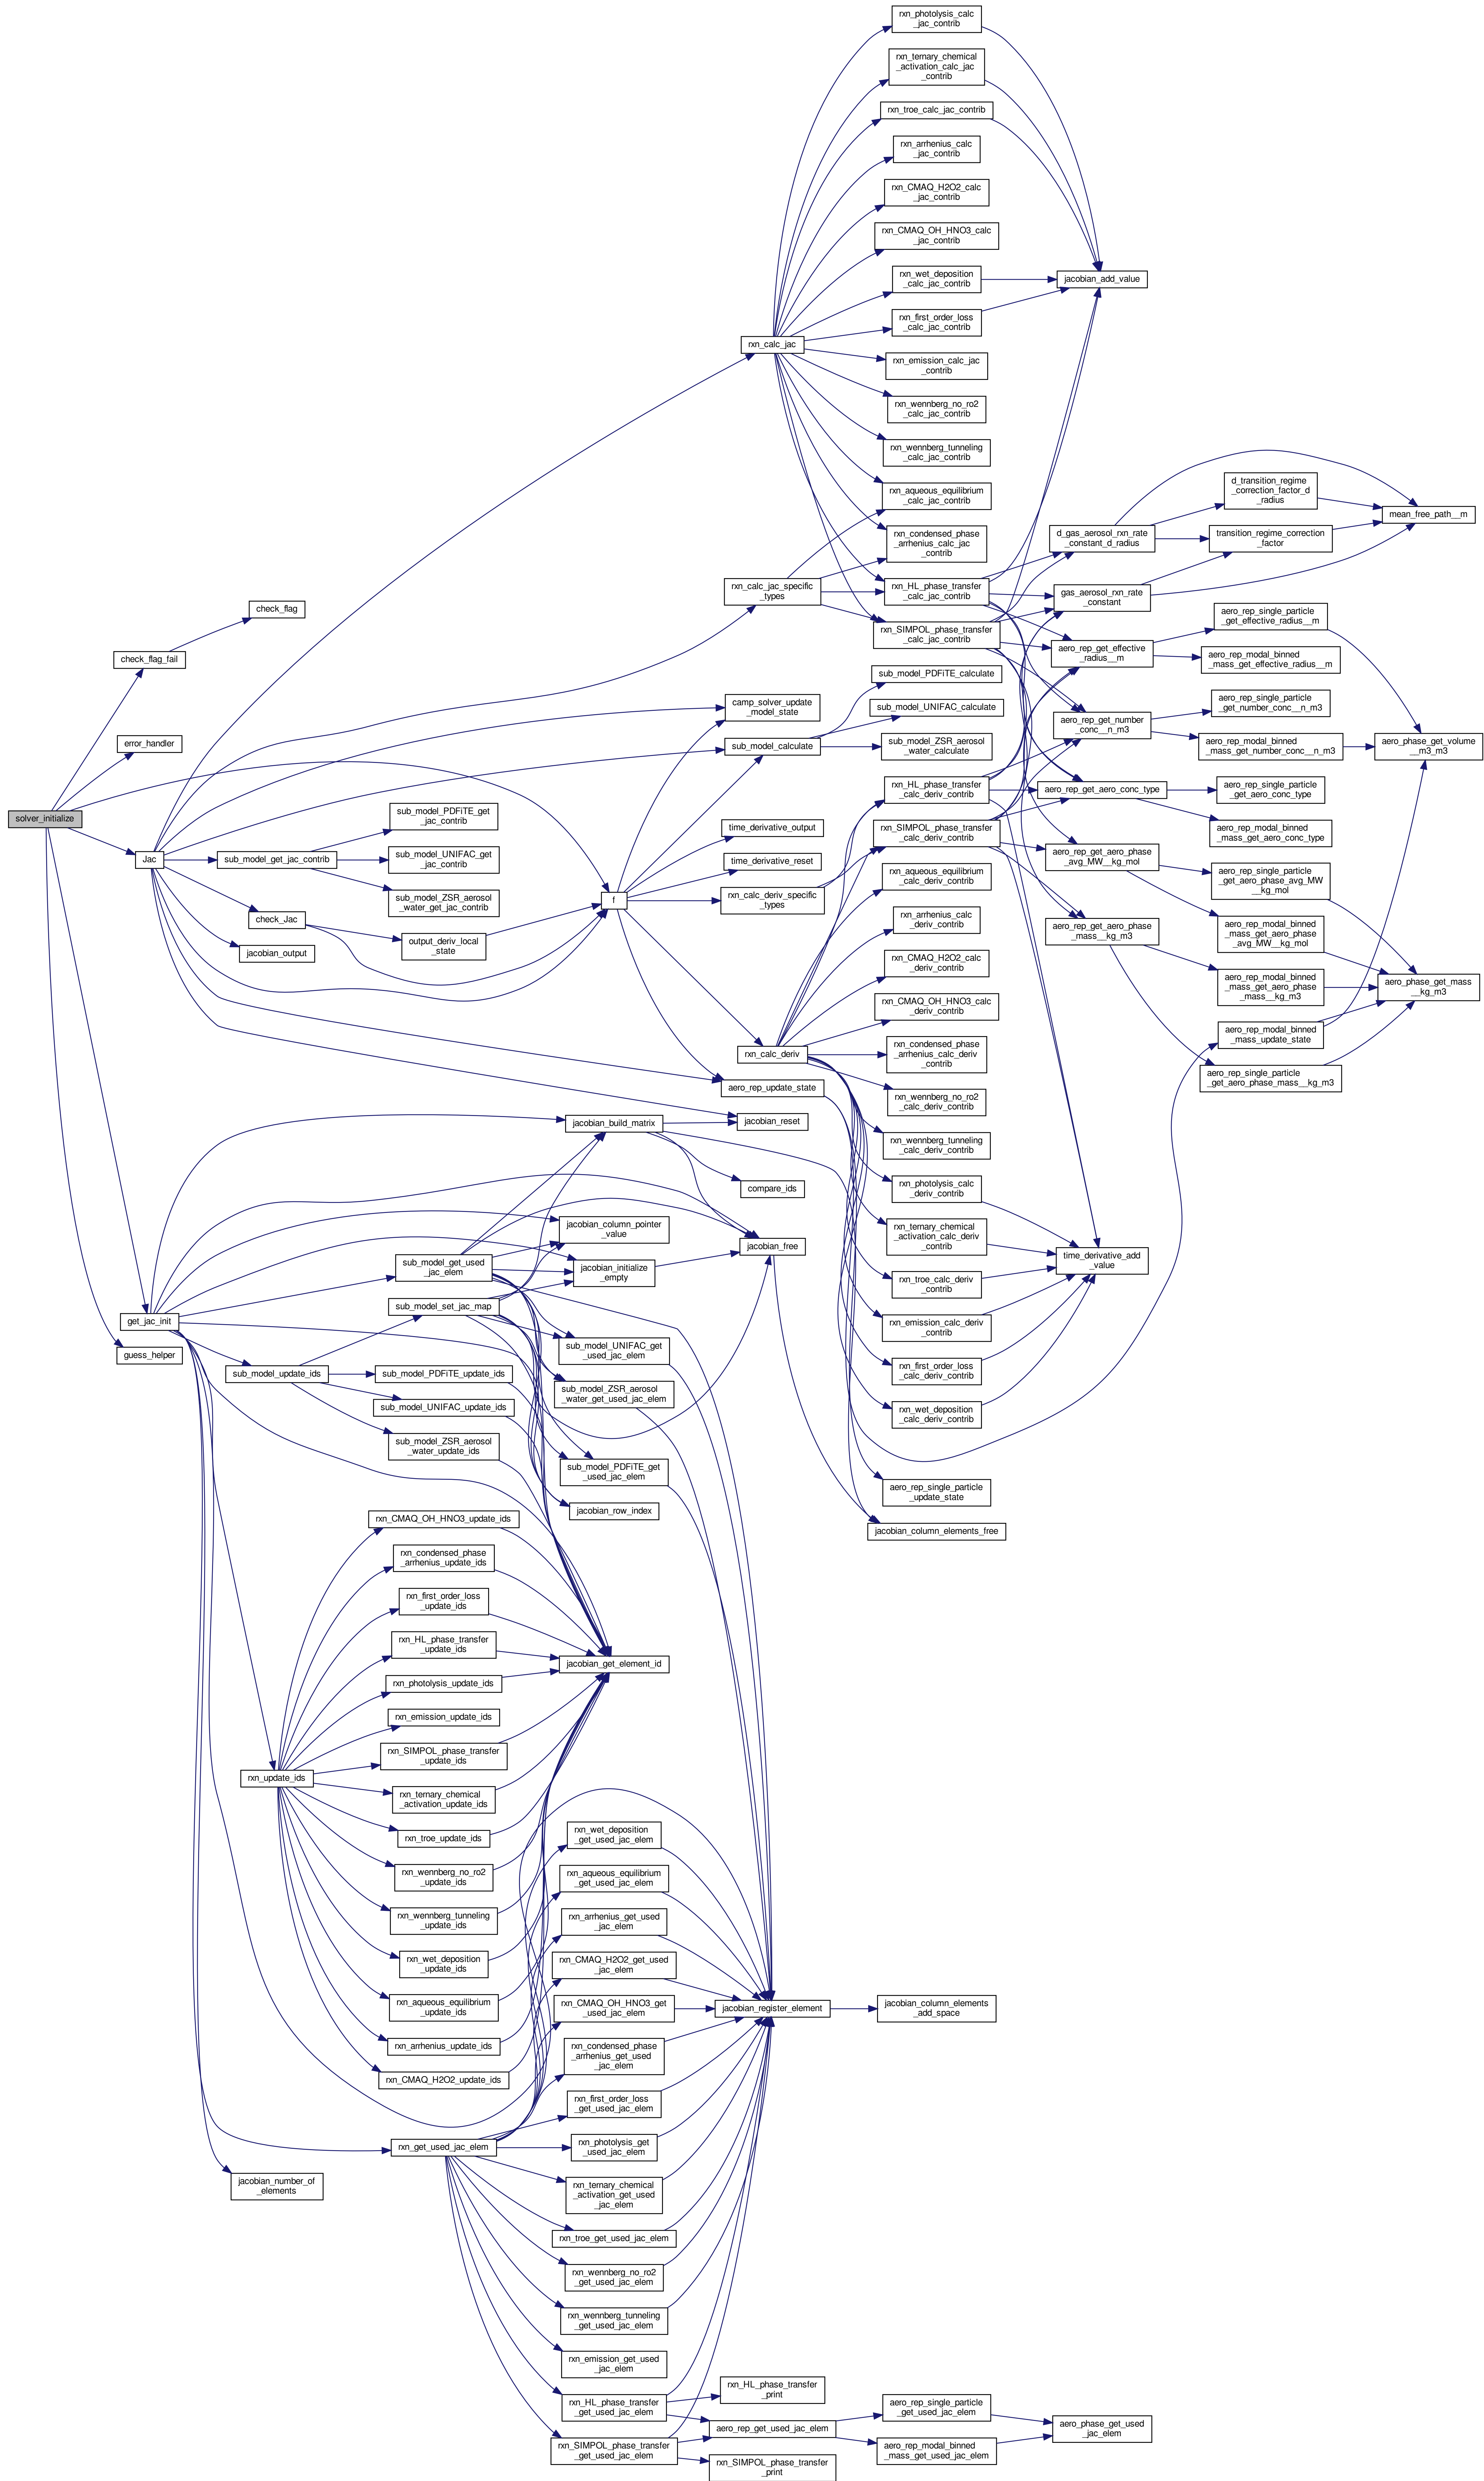 rxn_photolysis_calc
_jac_contrib
rxn_ternary_chemical
_activation_calc_jac
_contrib
rxn_troe_calc_jac_contrib
rxn_arrhenius_calc
_jac_contrib
rxn_CMAQ_H2O2_calc
_jac_contrib
rxn_CMAQ_OH_HNO3_calc
_jac_contrib
rxn_wet_deposition
_calc_jac_contrib
jacobian_add_value
rxn_first_order_loss
_calc_jac_contrib
rxn_calc_jac
rxn_emission_calc_jac
_contrib
rxn_wennberg_no_ro2
_calc_jac_contrib
rxn_wennberg_tunneling
_calc_jac_contrib
rxn_aqueous_equilibrium
_calc_jac_contrib
d_transition_regime
_correction_factor_d
_radius
mean_free_path__m
rxn_condensed_phase
_arrhenius_calc_jac
_contrib
d_gas_aerosol_rxn_rate
_constant_d_radius
transition_regime_correction
_factor
rxn_calc_jac_specific
_types
rxn_HL_phase_transfer
_calc_jac_contrib
gas_aerosol_rxn_rate
_constant
check_flag
rxn_SIMPOL_phase_transfer
_calc_jac_contrib
aero_rep_single_particle
_get_effective_radius__m
check_flag_fail
aero_rep_get_effective
_radius__m
aero_rep_modal_binned
_mass_get_effective_radius__m
sub_model_PDFiTE_calculate
camp_solver_update
_model_state
sub_model_UNIFAC_calculate
aero_rep_single_particle
_get_number_conc__n_m3
aero_rep_get_number
_conc__n_m3
error_handler
sub_model_calculate
sub_model_ZSR_aerosol
_water_calculate
aero_rep_modal_binned
_mass_get_number_conc__n_m3
aero_phase_get_volume
__m3_m3
rxn_HL_phase_transfer
_calc_deriv_contrib
aero_rep_get_aero_conc_type
aero_rep_single_particle
_get_aero_conc_type
solver_initialize
sub_model_PDFiTE_get
_jac_contrib
time_derivative_output
rxn_SIMPOL_phase_transfer
_calc_deriv_contrib
aero_rep_modal_binned
_mass_get_aero_conc_type
Jac
sub_model_get_jac_contrib
sub_model_UNIFAC_get
_jac_contrib
time_derivative_reset
aero_rep_get_aero_phase
_avg_MW__kg_mol
rxn_aqueous_equilibrium
_calc_deriv_contrib
aero_rep_single_particle
_get_aero_phase_avg_MW
__kg_mol
sub_model_ZSR_aerosol
_water_get_jac_contrib
f
rxn_calc_deriv_specific
_types
check_Jac
rxn_arrhenius_calc
_deriv_contrib
aero_rep_get_aero_phase
_mass__kg_m3
aero_rep_modal_binned
_mass_get_aero_phase
_avg_MW__kg_mol
output_deriv_local
_state
jacobian_output
rxn_CMAQ_H2O2_calc
_deriv_contrib
aero_rep_modal_binned
_mass_get_aero_phase
_mass__kg_m3
aero_phase_get_mass
__kg_m3
rxn_CMAQ_OH_HNO3_calc
_deriv_contrib
aero_rep_modal_binned
_mass_update_state
rxn_calc_deriv
rxn_condensed_phase
_arrhenius_calc_deriv
_contrib
aero_rep_single_particle
_get_aero_phase_mass__kg_m3
aero_rep_update_state
rxn_wennberg_no_ro2
_calc_deriv_contrib
jacobian_build_matrix
jacobian_reset
rxn_wennberg_tunneling
_calc_deriv_contrib
compare_ids
rxn_photolysis_calc
_deriv_contrib
jacobian_column_pointer
_value
rxn_ternary_chemical
_activation_calc_deriv
_contrib
jacobian_free
time_derivative_add
_value
sub_model_get_used
_jac_elem
jacobian_initialize
_empty
rxn_troe_calc_deriv
_contrib
sub_model_set_jac_map
get_jac_init
rxn_emission_calc_deriv
_contrib
guess_helper
sub_model_UNIFAC_get
_used_jac_elem
sub_model_update_ids
sub_model_PDFiTE_update_ids
rxn_first_order_loss
_calc_deriv_contrib
sub_model_ZSR_aerosol
_water_get_used_jac_elem
sub_model_UNIFAC_update_ids
rxn_wet_deposition
_calc_deriv_contrib
sub_model_ZSR_aerosol
_water_update_ids
sub_model_PDFiTE_get
_used_jac_elem
aero_rep_single_particle
_update_state
jacobian_row_index
rxn_CMAQ_OH_HNO3_update_ids
jacobian_column_elements_free
rxn_condensed_phase
_arrhenius_update_ids
rxn_first_order_loss
_update_ids
rxn_HL_phase_transfer
_update_ids
jacobian_get_element_id
rxn_photolysis_update_ids
rxn_emission_update_ids
rxn_SIMPOL_phase_transfer
_update_ids
rxn_update_ids
rxn_ternary_chemical
_activation_update_ids
rxn_troe_update_ids
rxn_wet_deposition
_get_used_jac_elem
rxn_wennberg_no_ro2
_update_ids
rxn_aqueous_equilibrium
_get_used_jac_elem
rxn_wennberg_tunneling
_update_ids
rxn_arrhenius_get_used
_jac_elem
rxn_wet_deposition
_update_ids
rxn_CMAQ_H2O2_get_used
_jac_elem
rxn_aqueous_equilibrium
_update_ids
rxn_CMAQ_OH_HNO3_get
_used_jac_elem
jacobian_register_element
jacobian_column_elements
_add_space
rxn_arrhenius_update_ids
rxn_condensed_phase
_arrhenius_get_used
_jac_elem
rxn_CMAQ_H2O2_update_ids
rxn_first_order_loss
_get_used_jac_elem
rxn_get_used_jac_elem
rxn_photolysis_get
_used_jac_elem
jacobian_number_of
_elements
rxn_ternary_chemical
_activation_get_used
_jac_elem
rxn_troe_get_used_jac_elem
rxn_wennberg_no_ro2
_get_used_jac_elem
rxn_wennberg_tunneling
_get_used_jac_elem
rxn_emission_get_used
_jac_elem
rxn_HL_phase_transfer
_print
rxn_HL_phase_transfer
_get_used_jac_elem
aero_rep_single_particle
_get_used_jac_elem
aero_rep_get_used_jac_elem
aero_phase_get_used
_jac_elem
rxn_SIMPOL_phase_transfer
_get_used_jac_elem
aero_rep_modal_binned
_mass_get_used_jac_elem
rxn_SIMPOL_phase_transfer
_print